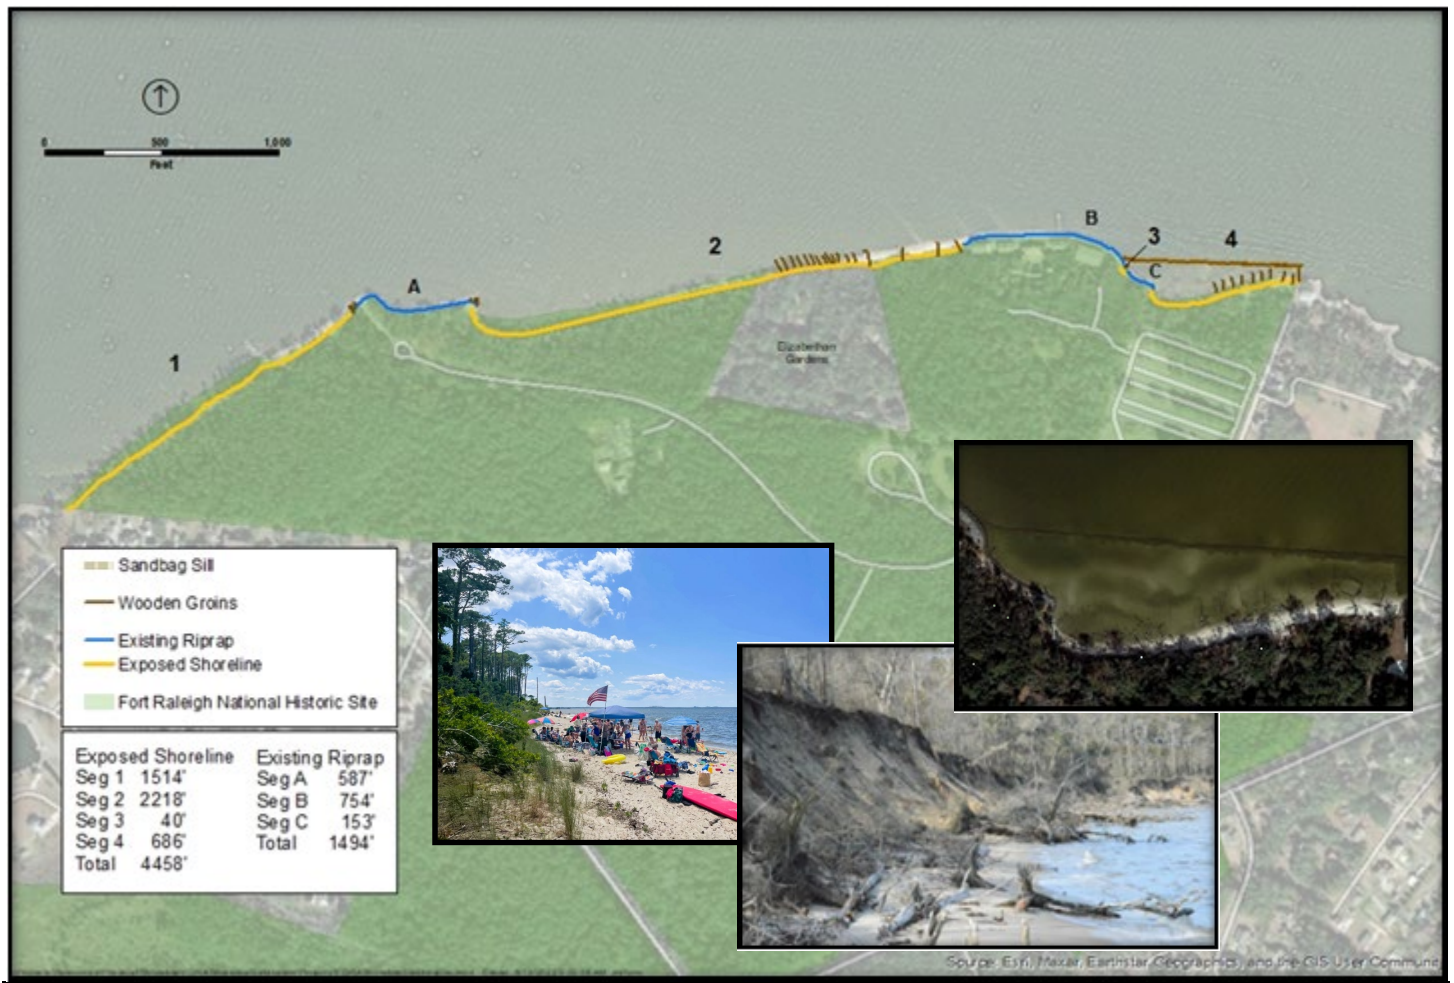 0 500 1,000
Feet
B
2
3
4
A
C
1
Elizabethan
Gardens
Sandbag Sill
Wooden Groins
Existing Riprap
Exposed Shoreline
Fort Raleigh National Historic Site
Exposed Shoreline
Seg 1 1514'
Seg 2 2218'
Seg 3 40'
Seg 4 686'
Total 4458'
Existing Riprap
Seg A 587'
Seg B 754'
Seg C 153'
Total 1494'
Source: Esri, Maxar, Earthstar Geographics, and the GIS User Commun